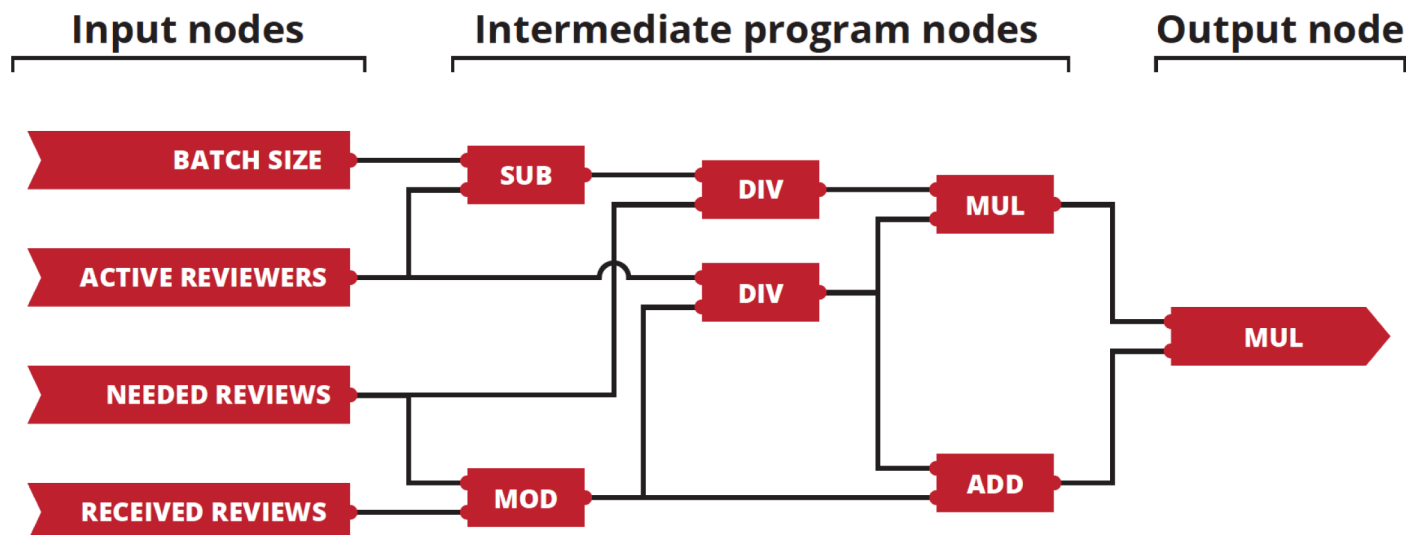 Input nodes
Intermediate program nodes
Output node
BATCH SIZE
SUB
DIV
MUL
ACTIVE REVIEWERS
DIV
MUL
NEEDED REVIEWS
MOD
ADD
RECEIVED REVIEWS